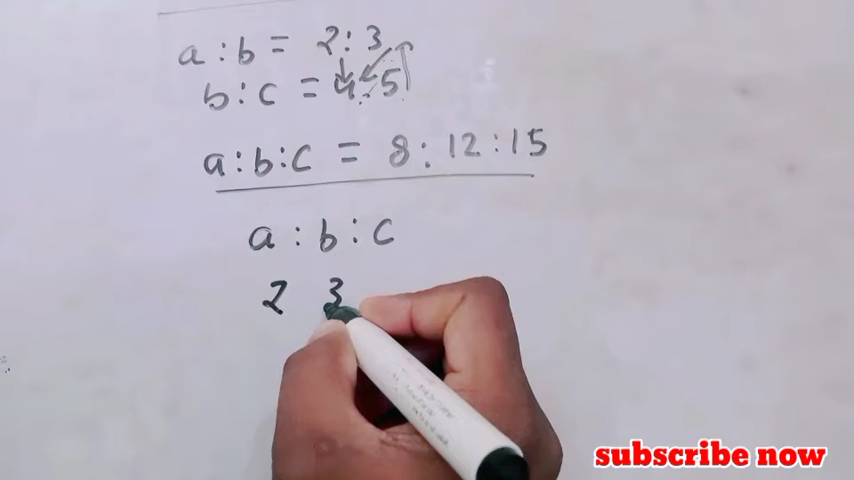 a : b = 2 : 3
b : c = 4 : 5
a : b : c = 8 : 12 : 15
a : b : c
2 3
subscribe now